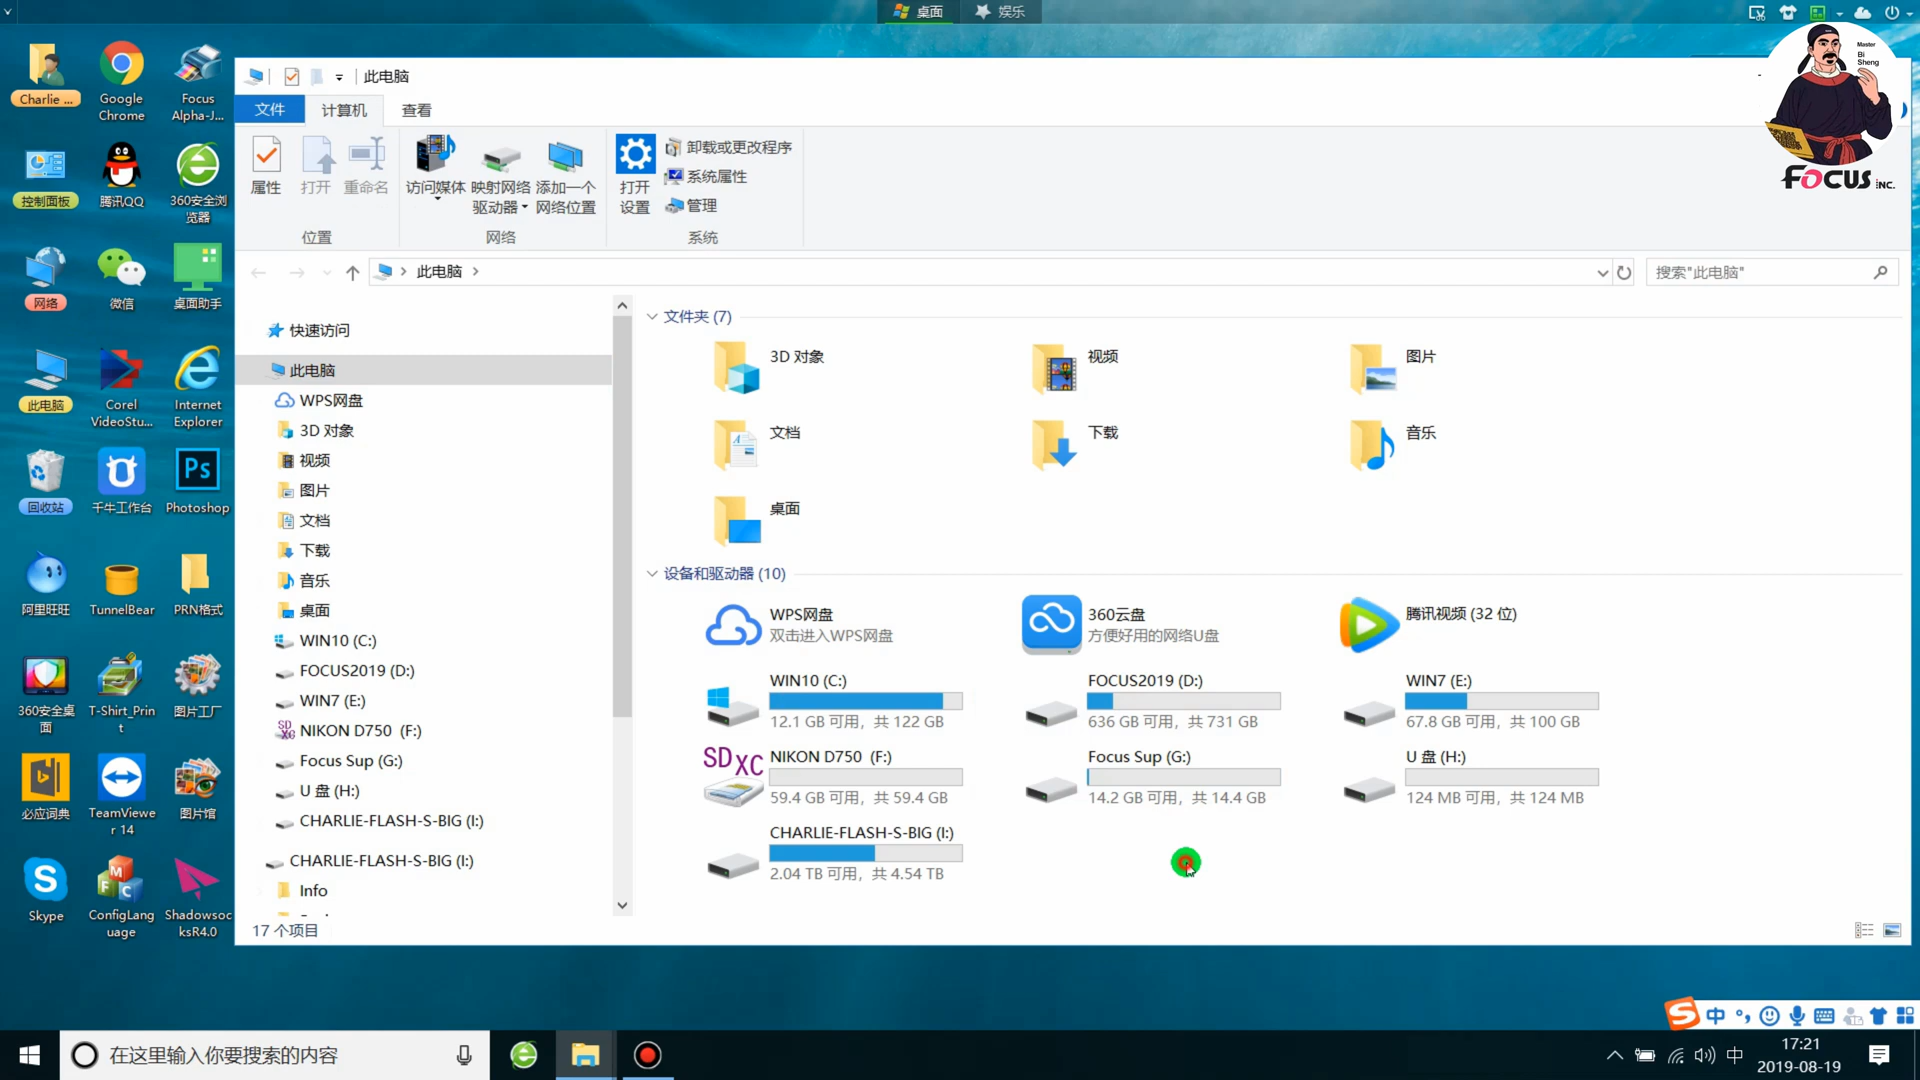 桌面
娱乐
Master
Bi
Sheng
FOCUS INC.
Charlie ...
Google
Chrome
Focus
Alpha-J...
控制面板
腾讯QQ
360安全浏
览器
网络
微信
桌面助手
此电脑
Corel
VideoStu...
Internet
Explorer
回收站
千牛工作台
Ps
Photoshop
阿里旺旺
TunnelBear
PRN格式
360安全桌
面
T-Shirt_Prin
t
图片工厂
必应词典
TeamViewe
r 14
图片馆
S
Skype
M
F
C
ConfigLang
uage
Shadowsoc
ksR4.0
此电脑
文件
计算机
查看
属性
打开
重命名
位置
访问媒体
映射网络
驱动器
添加一个
网络位置
网络
打开
设置
卸载或更改程序
系统属性
管理
系统
此电脑
搜索"此电脑"
快速访问
此电脑
WPS网盘
3D 对象
视频
图片
文档
下载
音乐
桌面
WIN10 (C:)
FOCUS2019 (D:)
WIN7 (E:)
SD
XC
NIKON D750  (F:)
Focus Sup (G:)
U 盘 (H:)
CHARLIE-FLASH-S-BIG (I:)
CHARLIE-FLASH-S-BIG (I:)
Info
文件夹 (7)
3D 对象
视频
图片
文档
下载
音乐
桌面
设备和驱动器 (10)
WPS网盘
双击进入WPS网盘
360云盘
方便好用的网络U盘
腾讯视频 (32 位)
WIN10 (C:)
12.1 GB 可用，共 122 GB
FOCUS2019 (D:)
636 GB 可用，共 731 GB
WIN7 (E:)
67.8 GB 可用，共 100 GB
SDXC
NIKON D750  (F:)
59.4 GB 可用，共 59.4 GB
Focus Sup (G:)
14.2 GB 可用，共 14.4 GB
U 盘 (H:)
124 MB 可用，共 124 MB
CHARLIE-FLASH-S-BIG (I:)
2.04 TB 可用，共 4.54 TB
17 个项目
S 中
在这里输入你要搜索的内容
中
17:21
2019-08-19